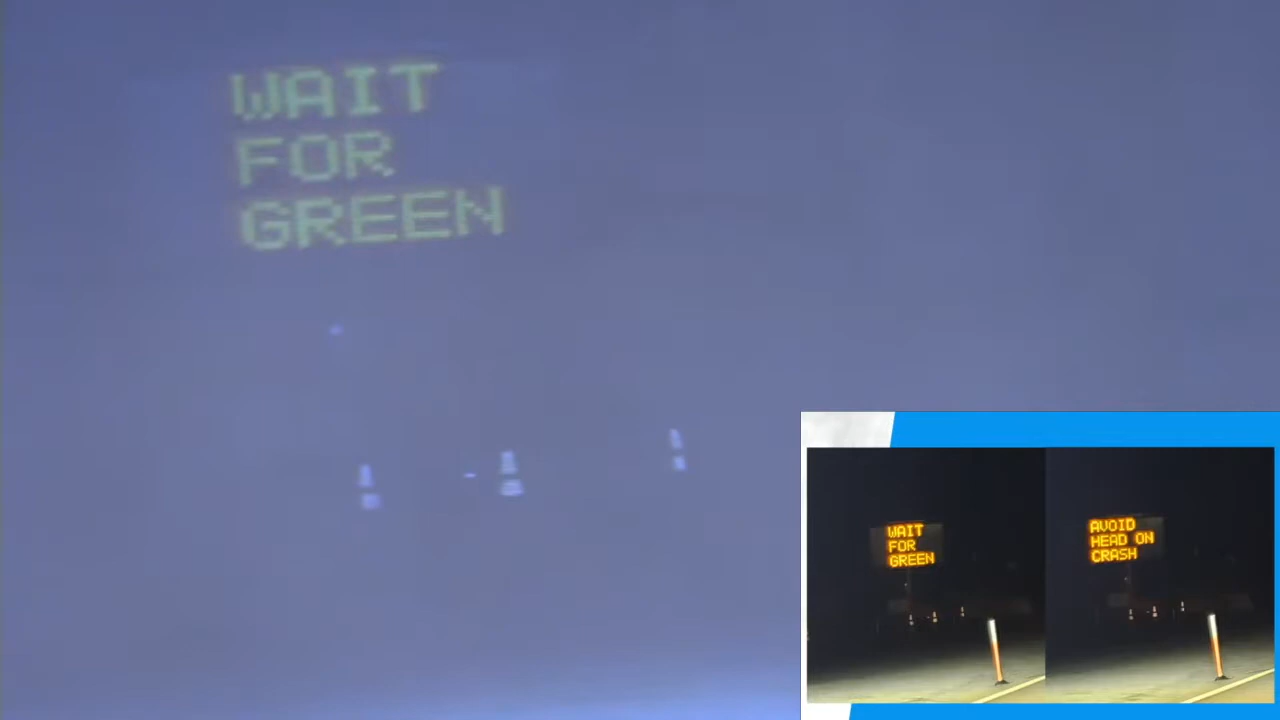 WAIT
FOR
GREEN
WAIT
FOR
GREEN
AVOID
HEAD ON
CRASH